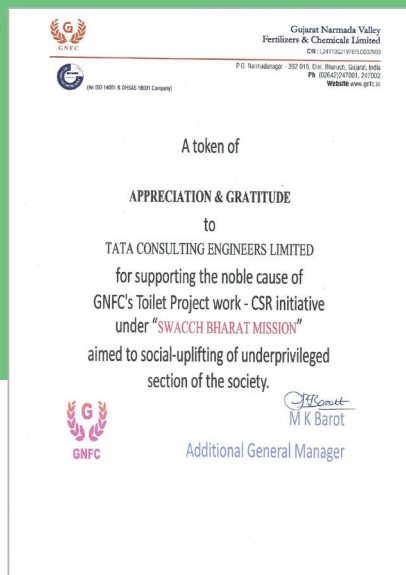 GNFC
Gujarat Narmada Valley
Fertilizers & Chemicals Limited
CIN : L24110GJ1976PLC002903
(An ISO 14001 & OHSAS 18001 Company)
P.O. Narmadanagar - 392 015, Dist. Bharuch, Gujarat, India
Ph (02642)247001, 247002
Website www.gnfc.in
A token of
APPRECIATION & GRATITUDE
to
TATA CONSULTING ENGINEERS LIMITED
for supporting the noble cause of
GNFC's Toilet Project work - CSR initiative
under “SWACCH BHARAT MISSION”
aimed to social-uplifting of underprivileged
section of the society.
M K Barot
Additional General Manager
G
GNFC